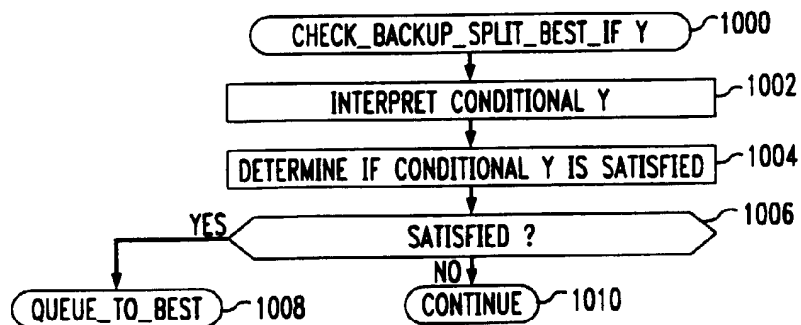 CHECK_BACKUP_SPLIT_BEST_IF Y
1000
INTERPRET CONDITIONAL Y
1002
DETERMINE IF CONDITIONAL Y IS SATISFIED
1004
SATISFIED ?
1006
YES
NO
QUEUE_TO_BEST
1008
CONTINUE
1010